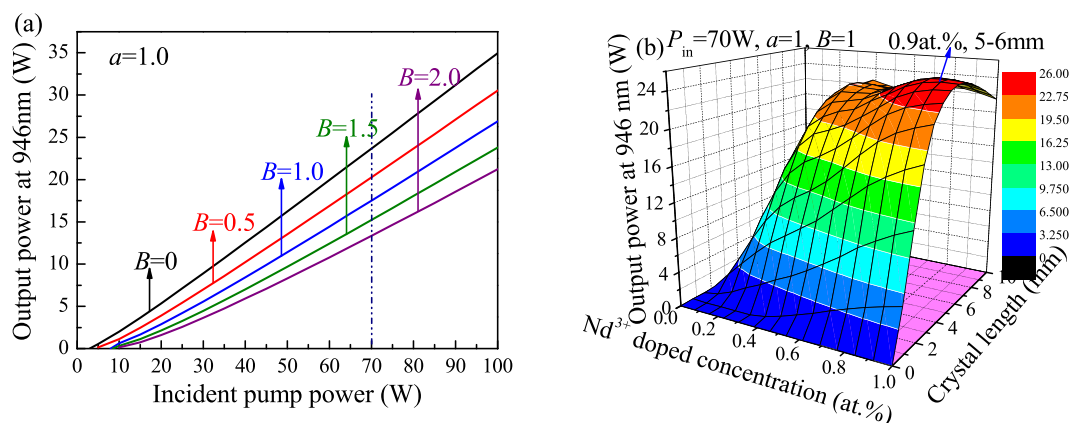 (a)
a=1.0
B=0
B=0.5
B=1.0
B=1.5
B=2.0
Output power at 946nm (W)
35
30
25
20
15
10
5
0
0 10 20 30 40 50 60 70 80 90 100
Incident pump power (W)
(b) Pin=70W, a=1, B=1
0.9at.%, 5-6mm
Output power at 946 nm (W)
24
20
16
12
8
4
0
0.0 0.2 0.4 0.6 0.8 1.0
Nd3+ doped concentration (at.%)
0 2 4 6 8
Crystal length (mm)
26.00
22.75
19.50
16.25
13.00
9.750
6.500
3.250
0